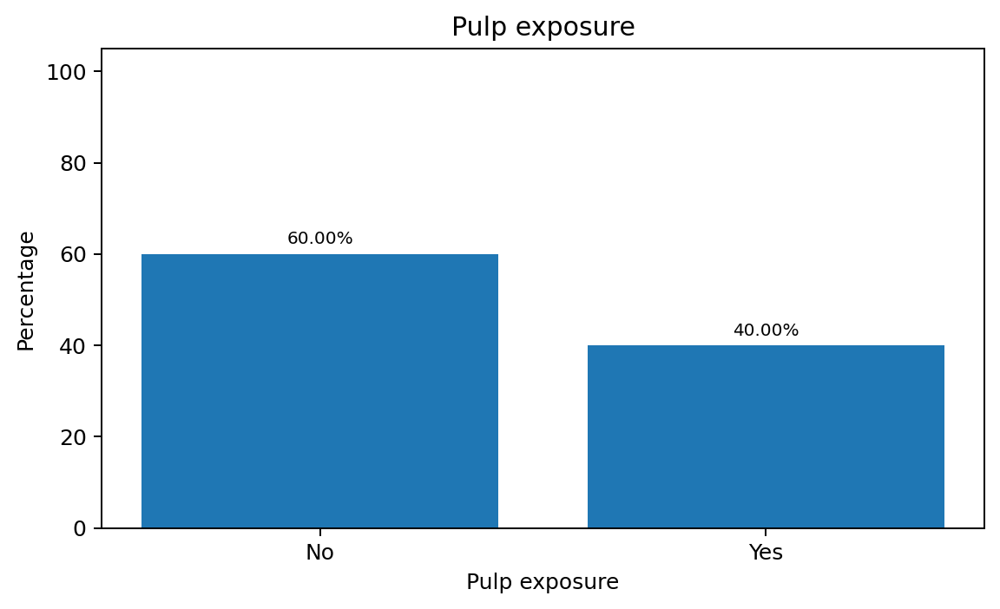 Pulp exposure
100
80
60
40
20
0
Percentage
60.00%
40.00%
No
Yes
Pulp exposure